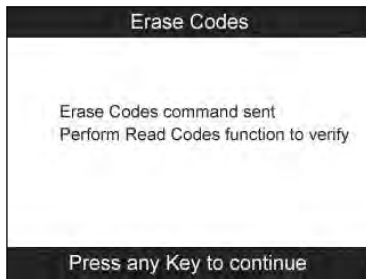 Erase Codes
Erase Codes command sent
Perform Read Codes function to verify
Press any Key to continue